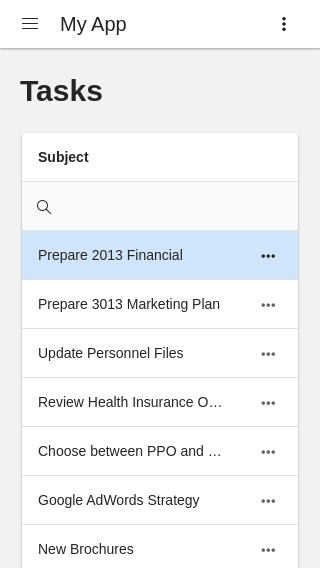 My App
Tasks
Subject
Prepare 2013 Financial
Prepare 3013 Marketing Plan
Update Personnel Files
Review Health Insurance O…
Choose between PPO and …
Google AdWords Strategy
New Brochures